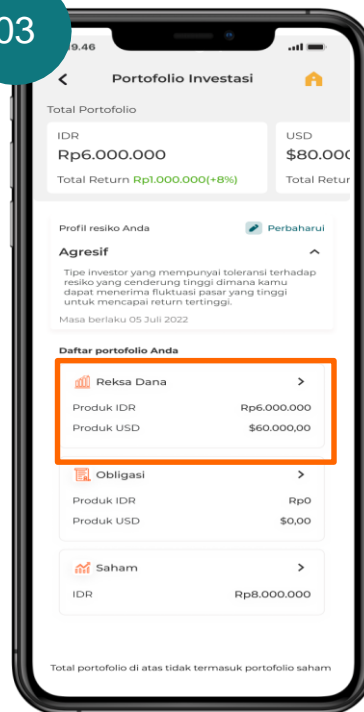 03
9.46
Portofolio Investasi
Total Portofolio
IDR
Rp6.000.000
Total Return Rp1.000.000(+8%)
USD
$80.000
Total Retur
Profil resiko Anda
Perbaharui
Agresif
Tipe investor yang mempunyai toleransi terhadap
resiko yang cenderung tinggi dimana kamu
dapat menerima fluktuasi pasar yang tinggi
untuk mencapai return tertinggi.
Masa berlaku 05 Juli 2022
Daftar portofolio Anda
Reksa Dana
Produk IDR Rp6.000.000
Produk USD $60.000,00
Obligasi
Produk IDR Rp0
Produk USD $0,00
Saham
IDR Rp8.000.000
Total portofolio di atas tidak termasuk portofolio saham